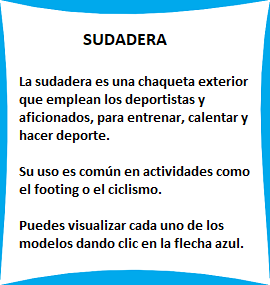 SUDADERA
La sudadera es una chaqueta exterior
que emplean los deportistas y
aficionados, para entrenar, calentar y
hacer deporte.
Su uso es común en actividades como
el footing o el ciclismo.
Puedes visualizar cada uno de los
modelos dando clic en la flecha azul.